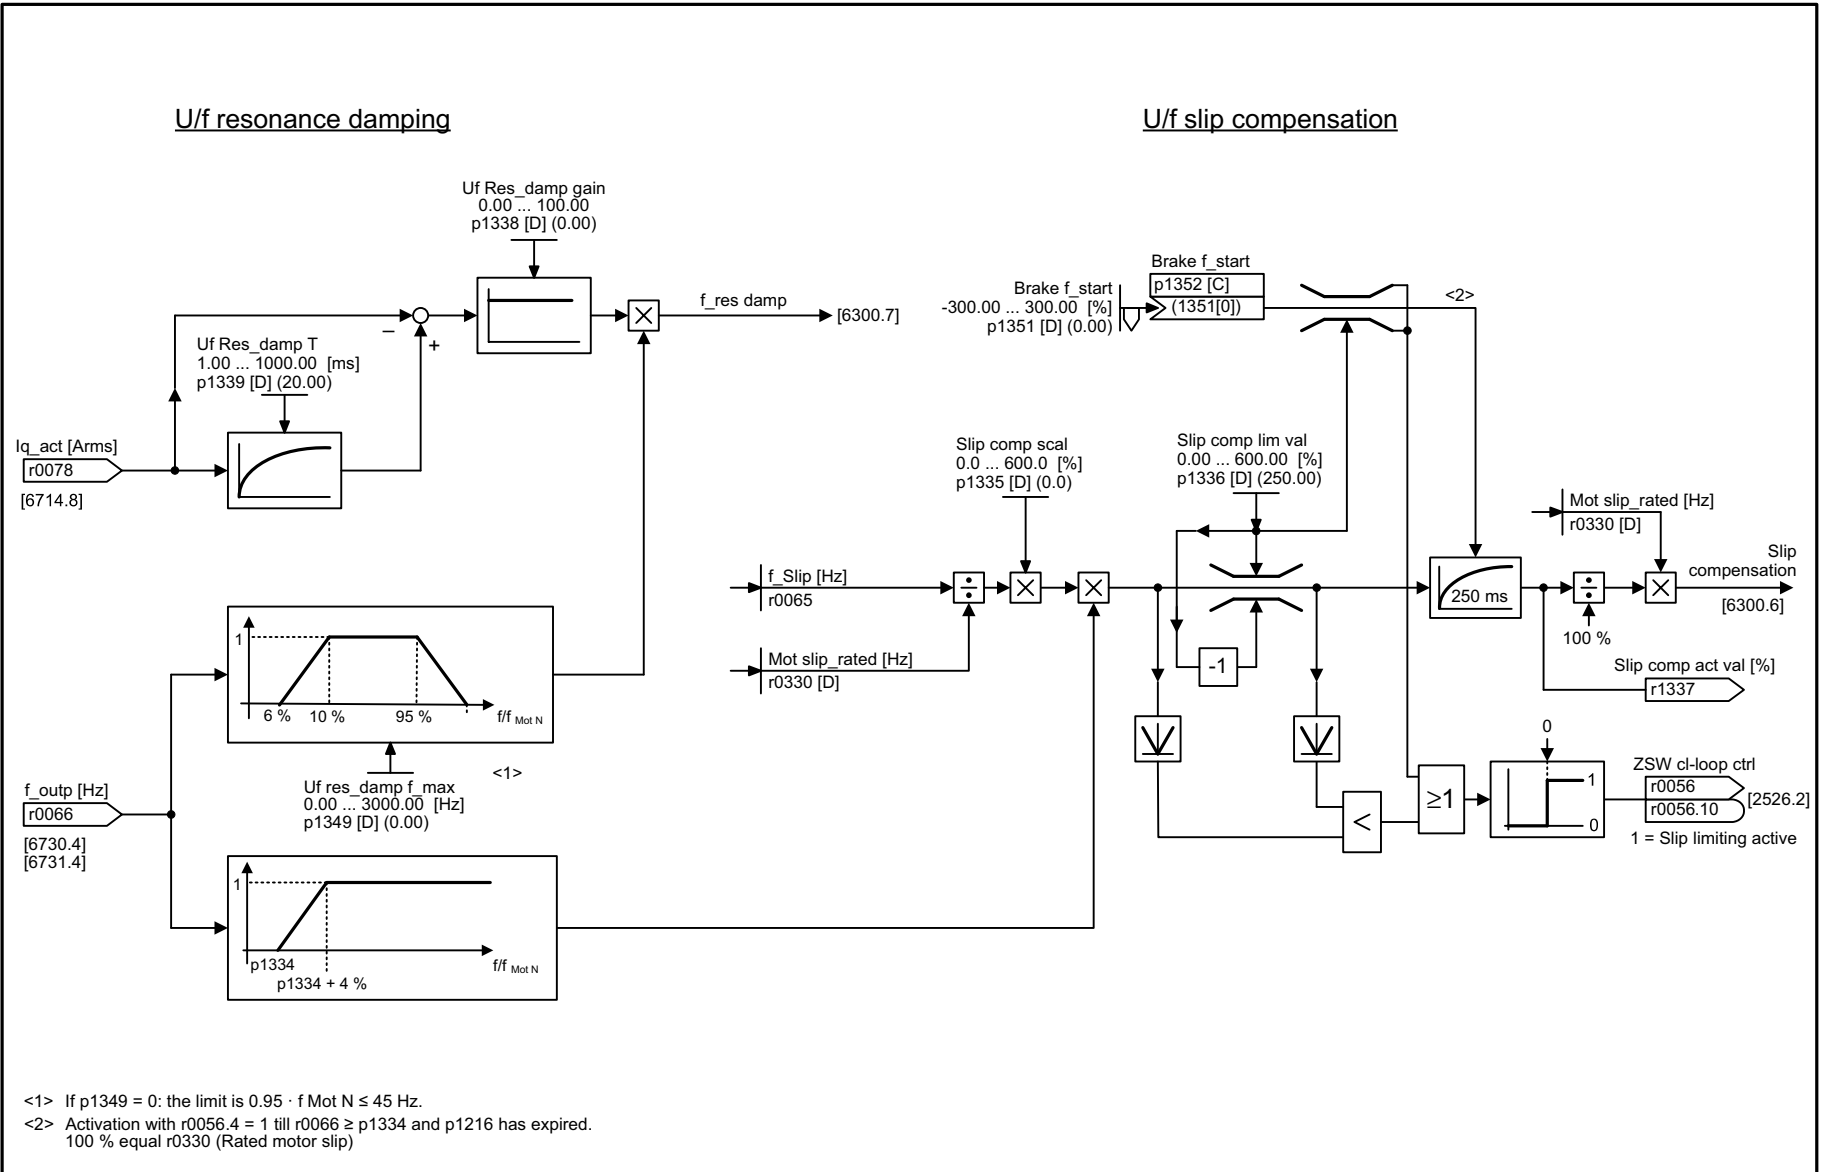 U/f resonance damping
U/f slip compensation
Uf Res_damp gain
0.00 ... 100.00
p1338 [D] (0.00)
f_res damp
[6300.7]
−
+
Uf Res_damp T
1.00 ... 1000.00 [ms]
p1339 [D] (20.00)
Iq_act [Arms]
r0078
[6714.8]
1
6 %
10 %
95 %
f/f Mot N
<1>
Uf res_damp f_max
0.00 ... 3000.00 [Hz]
p1349 [D] (0.00)
f_outp [Hz]
r0066
[6730.4]
[6731.4]
1
p1334
p1334 + 4 %
f/f Mot N
Brake f_start
-300.00 ... 300.00 [%]
p1351 [D] (0.00)
Brake f_start
p1352 [C]
(1351[0])
<2>
Slip comp scal
0.0 ... 600.0 [%]
p1335 [D] (0.0)
Slip comp lim val
0.00 ... 600.00 [%]
p1336 [D] (250.00)
f_Slip [Hz]
r0065
÷
×
×
Mot slip_rated [Hz]
r0330 [D]
-1
250 ms
Mot slip_rated [Hz]
r0330 [D]
÷
×
100 %
Slip
compensation
[6300.6]
Slip comp act val [%]
r1337
<
≥1
0
1
0
ZSW cl-loop ctrl
r0056
r0056.10
[2526.2]
1 = Slip limiting active
<1> If p1349 = 0: the limit is 0.95 · f Mot N ≤ 45 Hz.
<2> Activation with r0056.4 = 1 till r0066 ≥ p1334 and p1216 has expired.
100 % equal r0330 (Rated motor slip)